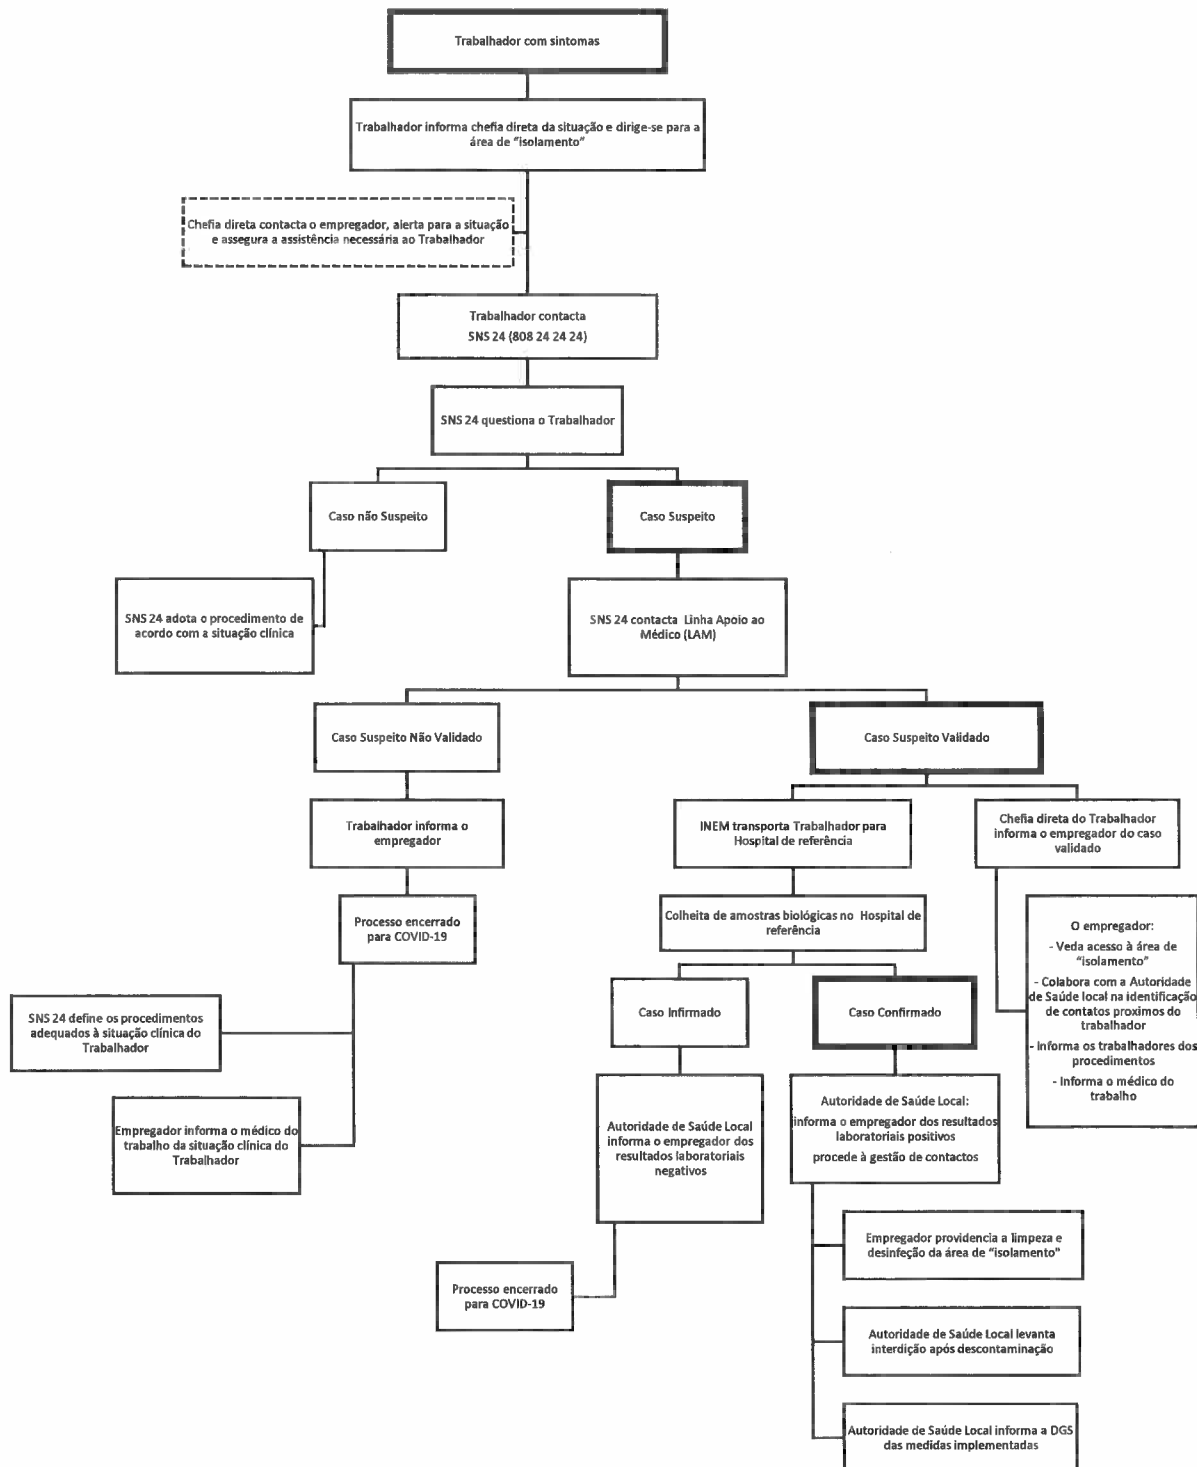 Trabalhador com sintomas
Trabalhador informa chefia direta da situação e dirige-se para a
área de “isolamento”
Chefia direta contacta o empregador, alerta para a situação
e assegura a assistência necessária ao Trabalhador
Trabalhador contacta
SNS 24 (808 24 24 24)
SNS 24 questiona o Trabalhador
Caso não Suspeito
Caso Suspeito
SNS 24 adota o procedimento de
acordo com a situação clínica
SNS 24 contacta Linha Apoio ao
Médico (LAM)
Caso Suspeito Não Validado
Caso Suspeito Validado
Trabalhador informa o
empregador
INEM transporta Trabalhador para
Hospital de referência
Chefia direta do Trabalhador
informa o empregador do caso
validado
Processo encerrado
para COVID-19
Colheita de amostras biológicas no Hospital de
referência
O empregador:
- Veda acesso à área de
“isolamento”
- Colabora com a Autoridade
de Saúde local na identificação
de contatos proximos do
trabalhador
- Informa os trabalhadores dos
procedimentos
- Informa o médico do
trabalho
SNS 24 define os procedimentos
adequados à situação clínica do
Trabalhador
Caso Infirmado
Caso Confirmado
Empregador informa o médico do
trabalho da situação clínica do
Trabalhador
Autoridade de Saúde Local
informa o empregador dos
resultados laboratoriais
negativos
Autoridade de Saúde Local:
informa o empregador dos resultados
laboratoriais positivos
procede à gestão de contactos
Processo encerrado
para COVID-19
Empregador providencia a limpeza e
desinfeção da área de “isolamento”
Autoridade de Saúde Local levanta
interdição após descontaminação
Autoridade de Saúde Local informa a DGS
das medidas implementadas